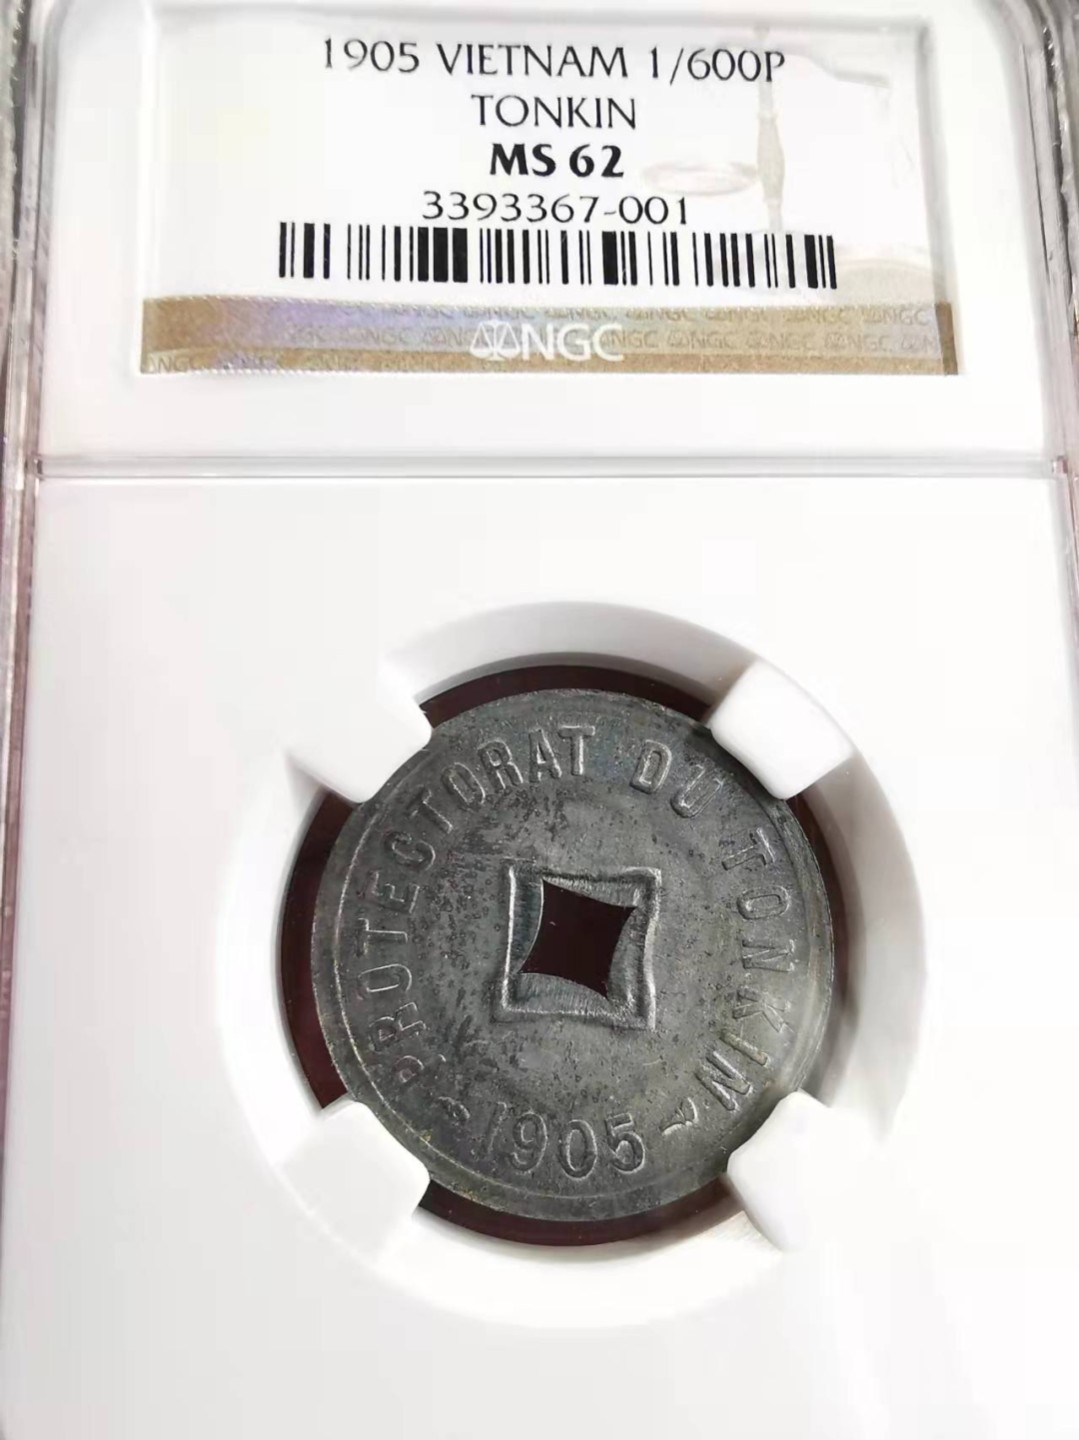 1905 VIETNAM 1/600P
TONKIN
MS 62
3393367-001
NGC
PROTECTORAT DU TONKIN
1905